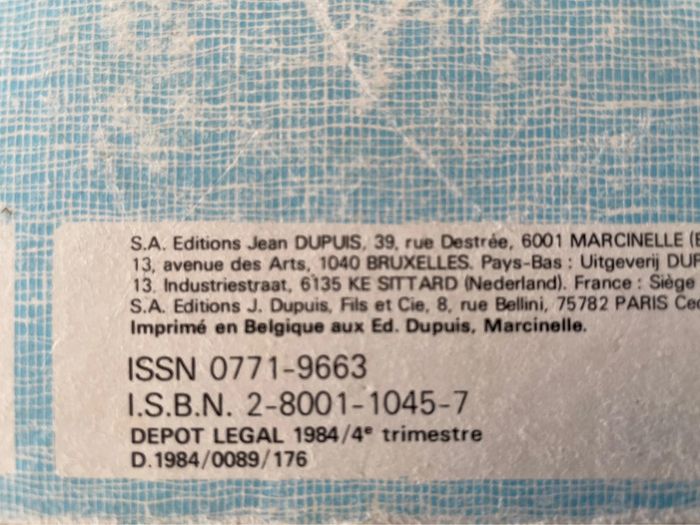 S.A. Editions Jean DUPUIS, 39, rue Destrée, 6001 MARCINELLE
13, avenue des Arts, 1040 BRUXELLES. Pays-Bas : Uitgeverij
13. Industriestraat, 6135 KE SITTARD (Nederland). France : Siège
S.A. Editions J. Dupuis, Fils et Cie, 8, rue Bellini, 75782 PARIS
Imprimé en Belgique aux Ed. Dupuis, Marcinelle.
ISSN 0771-9663
I.S.B.N. 2-8001-1045-7
DEPOT LEGAL 1984/4e trimestre
D.1984/0089/176